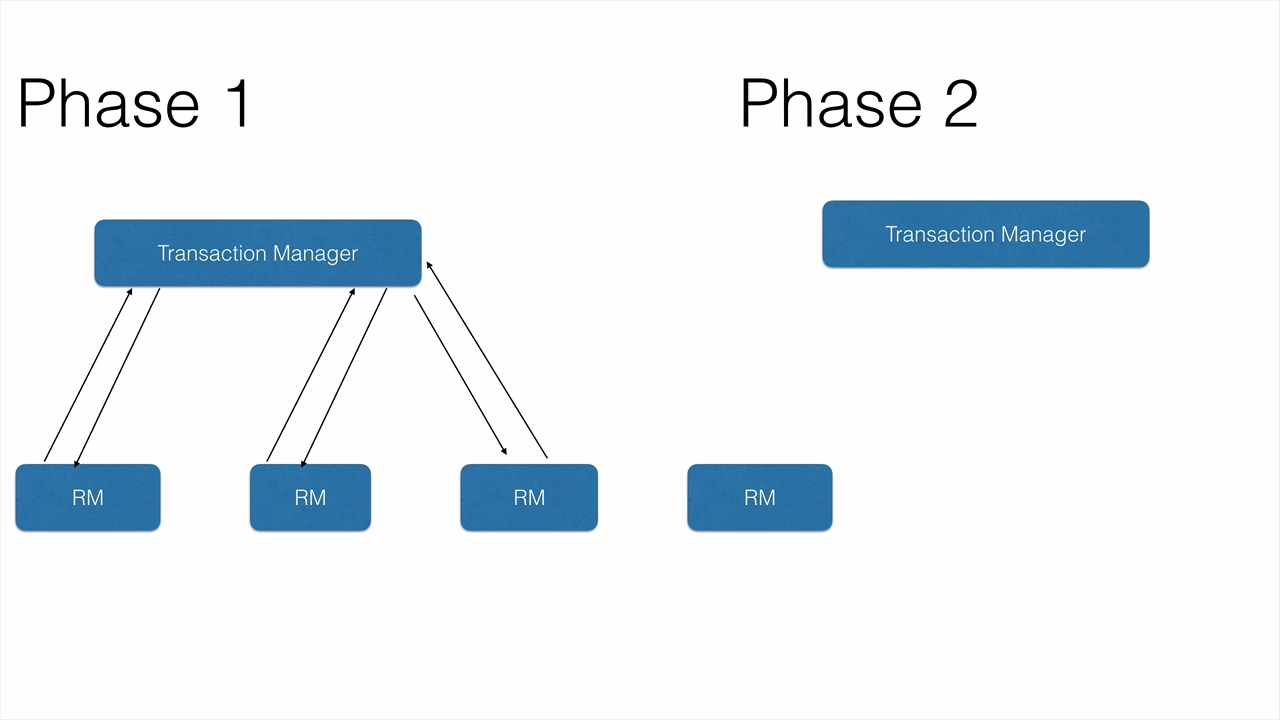 Phase 1
Phase 2
Transaction Manager
Transaction Manager
RM
RM
RM
RM